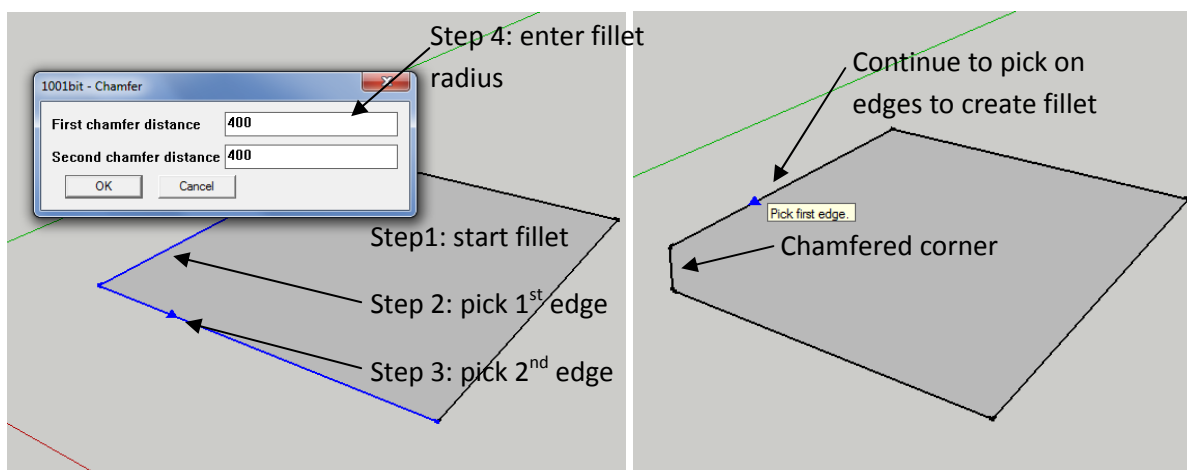 Step 4: enter fillet
radius
1001bit - Chamfer
First chamfer distance 400
Second chamfer distance 400
OK Cancel
Step1: start fillet
Step 2: pick 1st edge
Step 3: pick 2nd edge
Continue to pick on
edges to create fillet
Pick first edge.
Chamfered corner